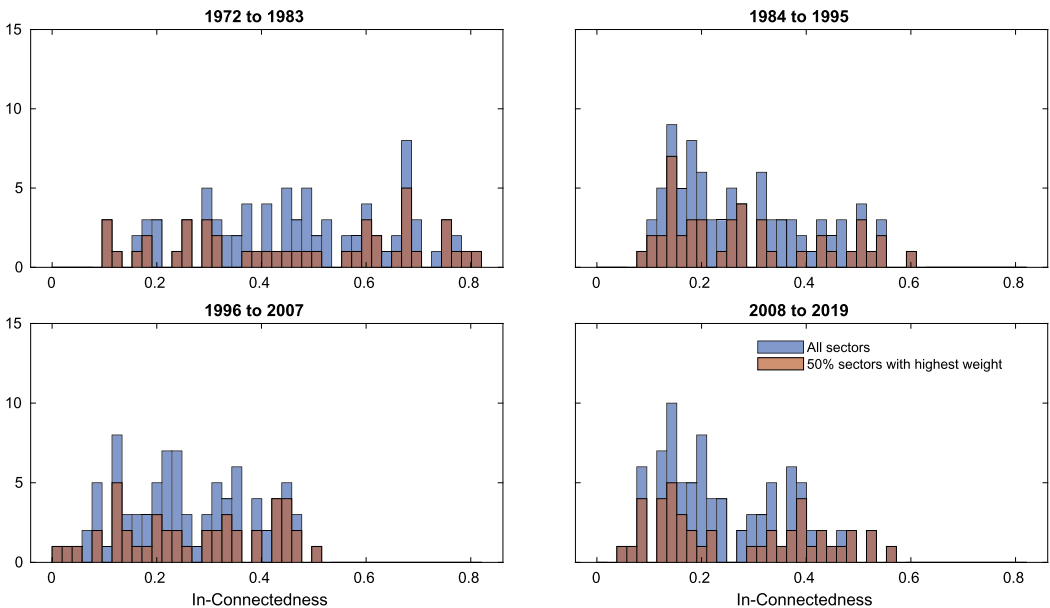 1972 to 1983
15
10
5
0
0 0.2 0.4 0.6 0.8
1984 to 1995
0 0.2 0.4 0.6 0.8
1996 to 2007
15
10
5
0
0 0.2 0.4 0.6 0.8
In-Connectedness
2008 to 2019
All sectors
50% sectors with highest weight
0 0.2 0.4 0.6 0.8
In-Connectedness